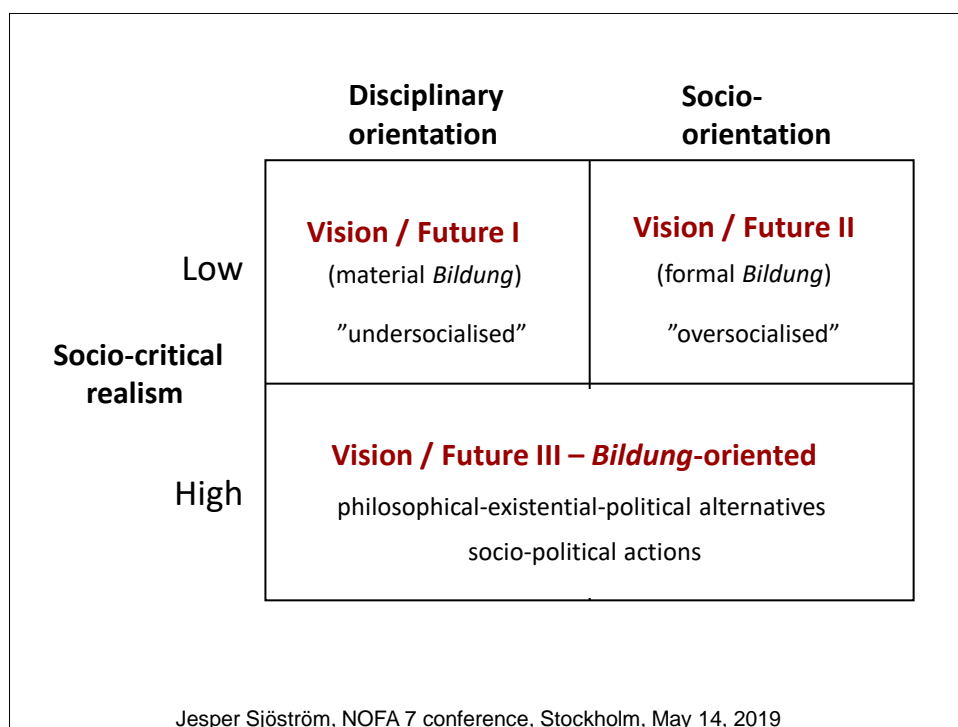 Disciplinary
orientation
Socio-
orientation
Low
Vision / Future I
(material Bildung)
”undersocialised”
Vision / Future II
(formal Bildung)
”oversocialised”
Socio-critical
realism
High
Vision / Future III – Bildung-oriented
philosophical-existential-political alternatives
socio-political actions
Jesper Sjöström, NOFA 7 conference, Stockholm, May 14, 2019